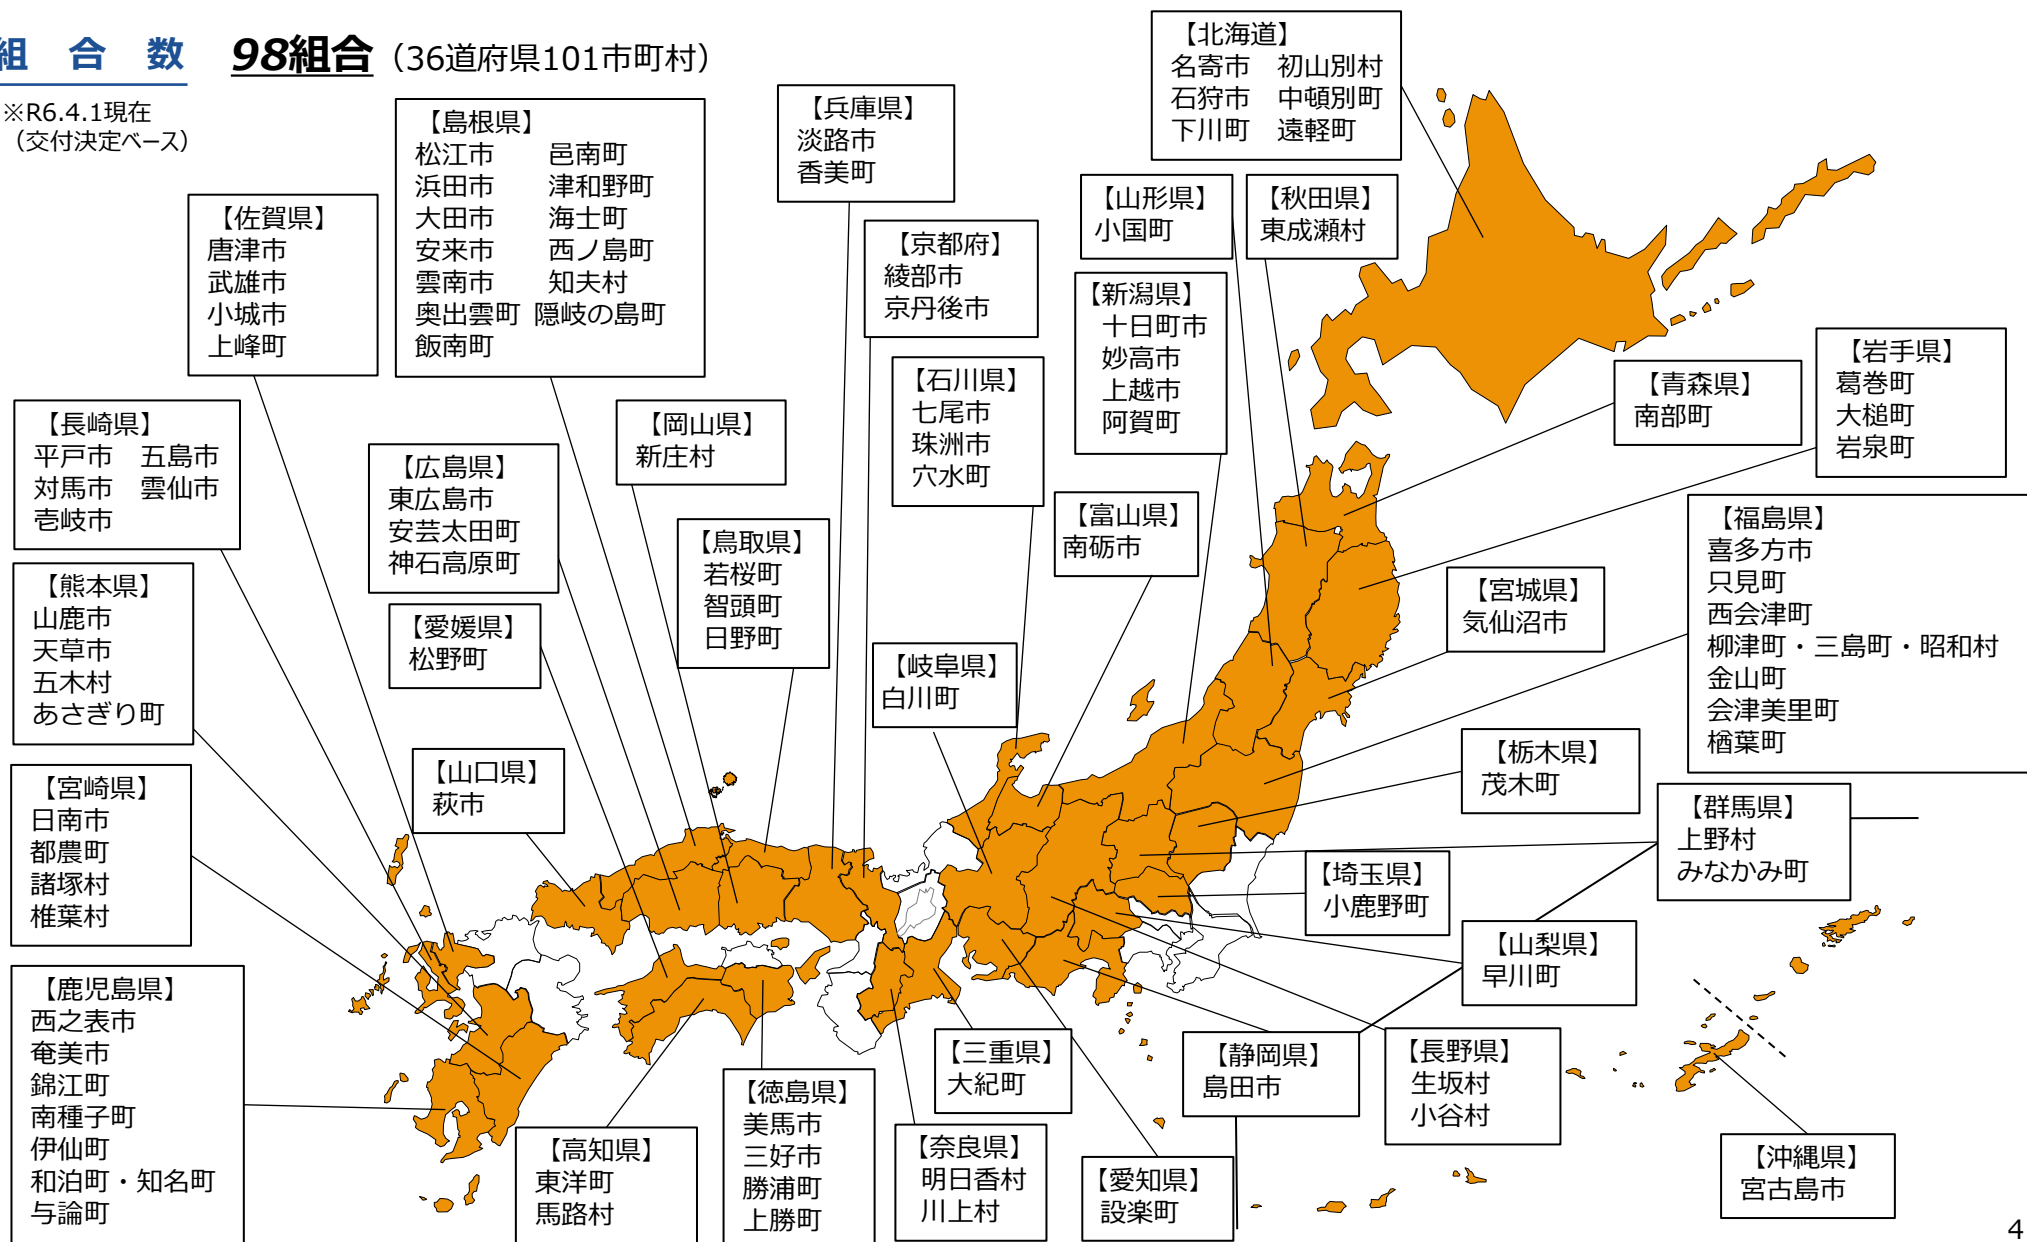 組合数 98組合（36道府県101市町村）
※R6.4.1現在
（交付決定ベース）
【北海道】
名寄市 初山別村
石狩市 中頓別町
下川町 遠軽町
【兵庫県】
淡路市
香美町
【島根県】
松江市 邑南町
浜田市 津和野町
大田市 海士町
安来市 西ノ島町
雲南市 知夫村
奥出雲町 隠岐の島町
飯南町
【山形県】
小国町
【秋田県】
東成瀬村
【佐賀県】
唐津市
武雄市
小城市
上峰町
【京都府】
綾部市
京丹後市
【新潟県】
十日町市
妙高市
上越市
阿賀町
【岩手県】
葛巻町
大槌町
岩泉町
【石川県】
七尾市
珠洲市
穴水町
【青森県】
南部町
【長崎県】
平戸市 五島市
対馬市 雲仙市
壱岐市
【岡山県】
新庄村
【広島県】
東広島市
安芸太田町
神石高原町
【富山県】
南砺市
【福島県】
喜多方市
只見町
西会津町
柳津町・三島町・昭和村
金山町
会津美里町
楢葉町
【鳥取県】
若桜町
智頭町
日野町
【熊本県】
山鹿市
天草市
五木村
あさぎり町
【宮城県】
気仙沼市
【愛媛県】
松野町
【岐阜県】
白川町
【栃木県】
茂木町
【山口県】
萩市
【宮崎県】
日南市
都農町
諸塚村
椎葉村
【群馬県】
上野村
みなかみ町
【埼玉県】
小鹿野町
【山梨県】
早川町
【鹿児島県】
西之表市
奄美市
錦江町
南種子町
伊仙町
和泊町・知名町
与論町
【三重県】
大紀町
【静岡県】
島田市
【長野県】
生坂村
小谷村
【徳島県】
美馬市
三好市
勝浦町
上勝町
【高知県】
東洋町
馬路村
【奈良県】
明日香村
川上村
【愛知県】
設楽町
【沖縄県】
宮古島市
4